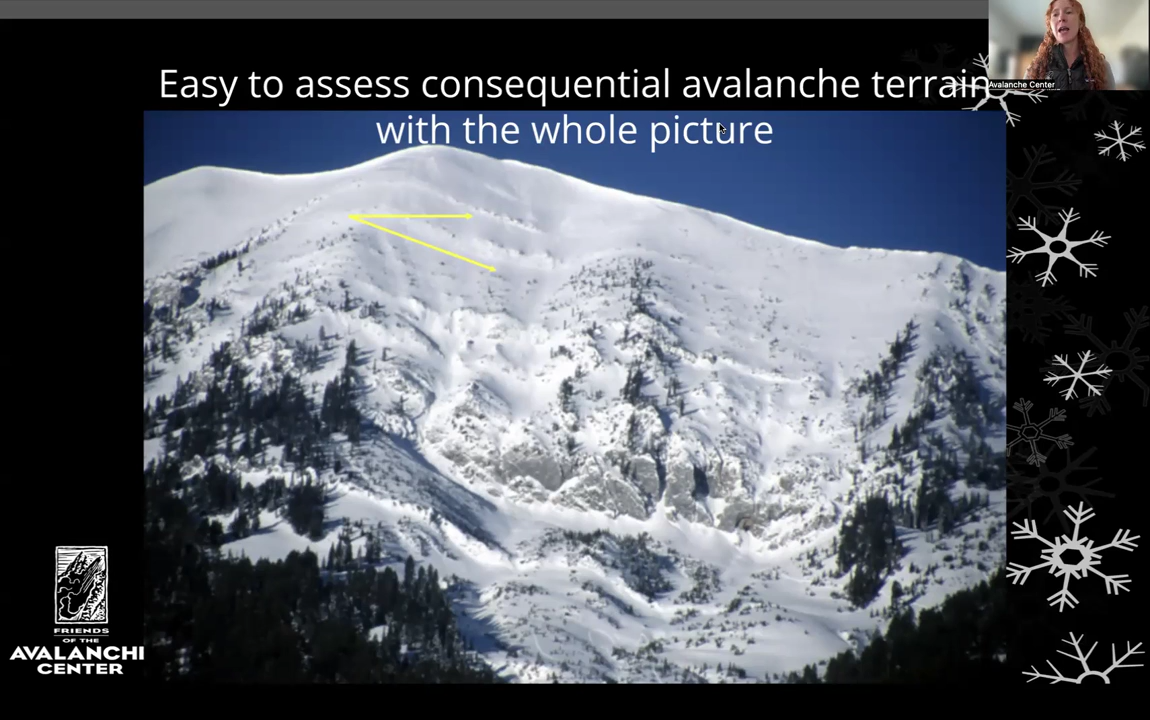 Easy to assess consequential avalanche terrain
with the whole picture
Avalanche Center
FRIENDS
OF THE
AVALANCHE
CENTER